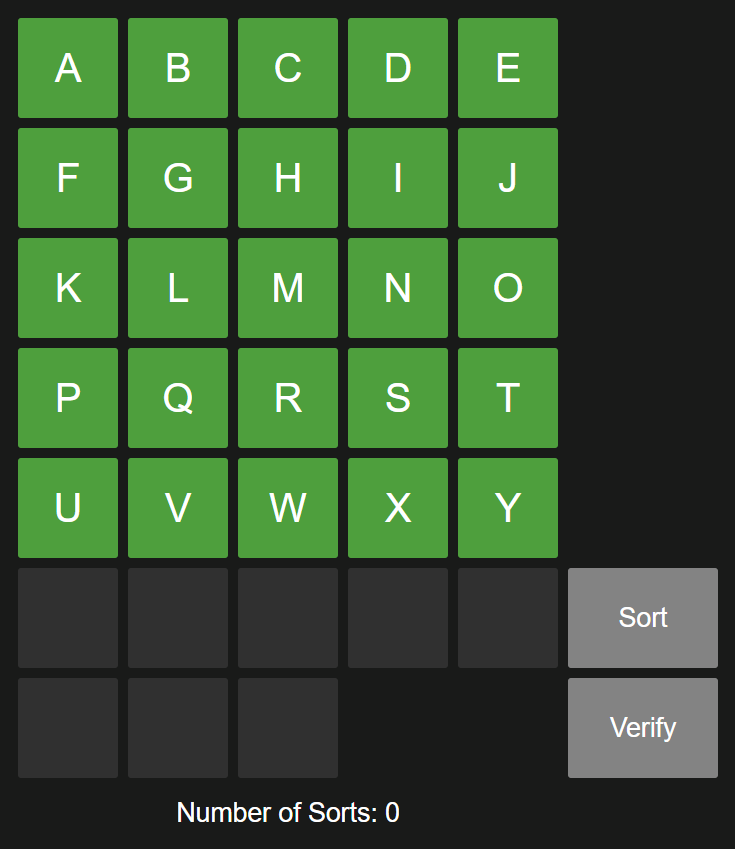 A B C D E
F G H I J
K L M N O
P Q R S T
U V W X Y
Sort
Verify
Number of Sorts: 0